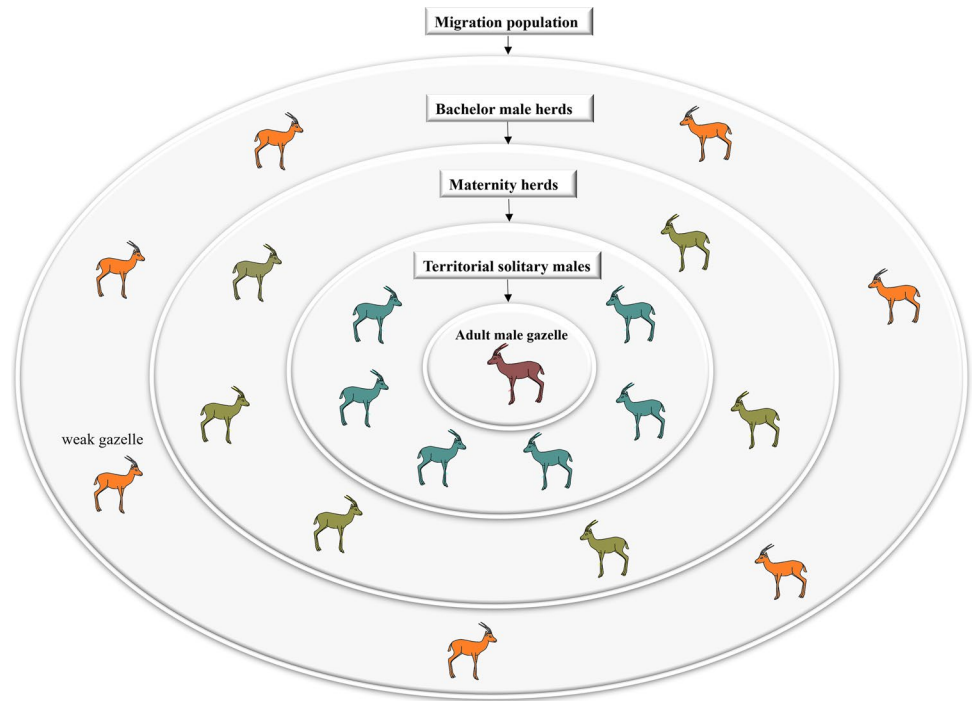 Migration population
Bachelor male herds
Maternity herds
Territorial solitary males
Adult male gazelle
weak gazelle